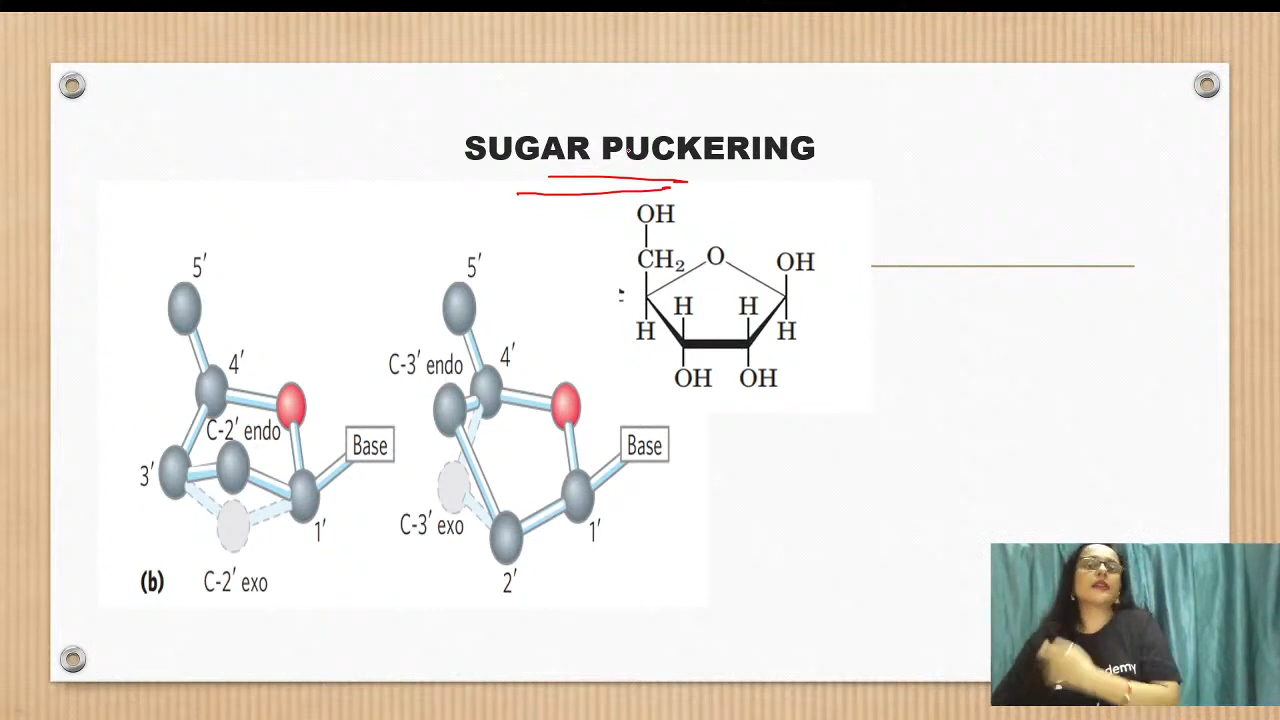 SUGAR PUCKERING
OH
CH₂
O
OH
H
H
H
H
OH
OH
5′
4′
C-2′ endo
Base
3′
1′
C-2′ exo
(b)
5′
C-3′ endo
4′
Base
C-3′ exo
1′
2′
demy